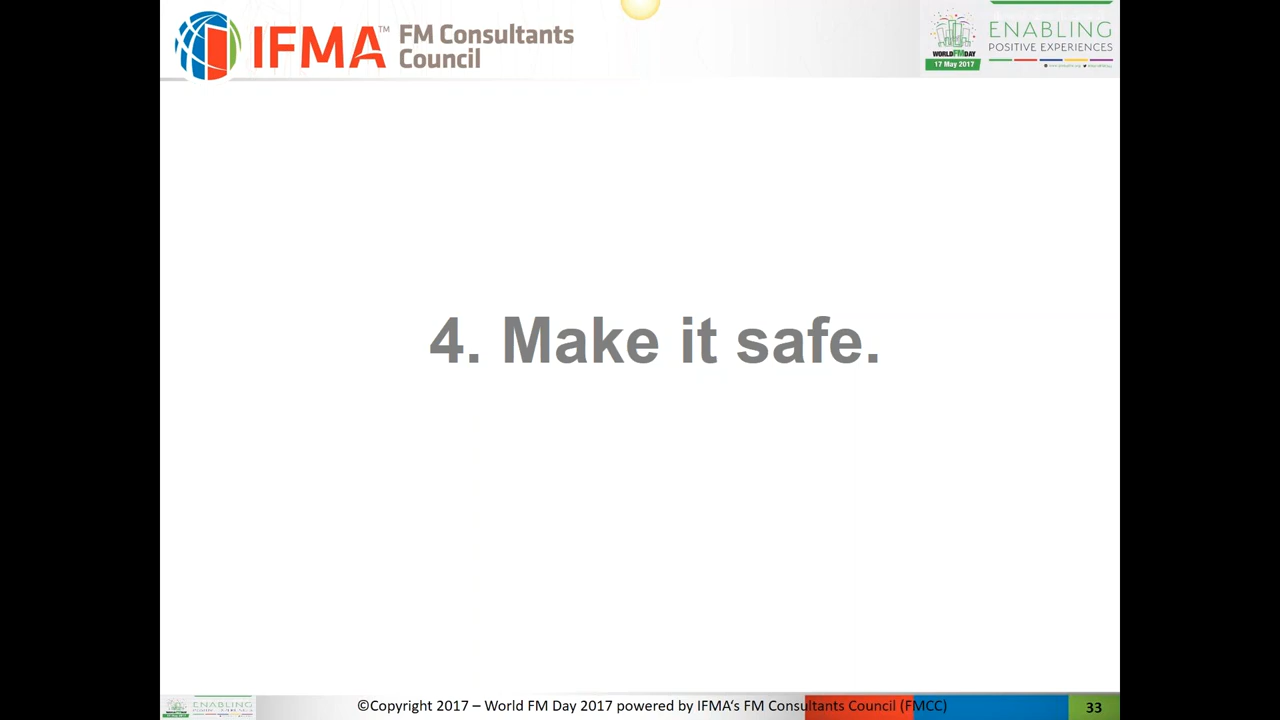 IFMA™ FM Consultants
Council
WORLD FM DAY
17 May 2017
ENABLING
POSITIVE EXPERIENCES
4. Make it safe.
ENABLING
©Copyright 2017 – World FM Day 2017 powered by IFMA‘s FM Consultants Council (FMCC)
33